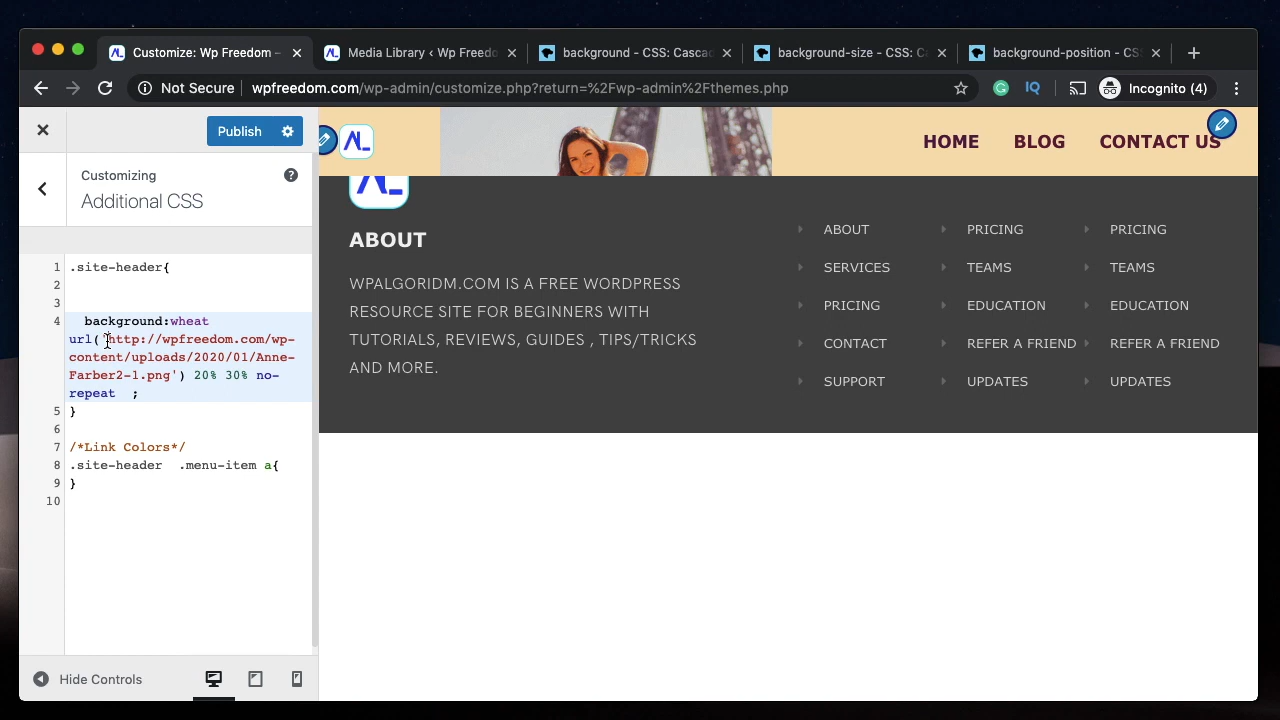 Customize: Wp Freedom –
Media Library ‹ Wp Freedo
background - CSS: Cascad
background-size - CSS: Ca
background-position - CS
Not Secure
wpfreedom.com/wp-admin/customize.php?return=%2Fwp-admin%2Fthemes.php
IQ
Incognito (4)
Publish
Customizing
Additional CSS
1 .site-header{
2
3
4 background:wheat
url('http://wpfreedom.com/wp-
content/uploads/2020/01/Anne-
Farber2-1.png') 20% 30% no-
repeat ;
5 }
6
7 /*Link Colors*/
8 .site-header .menu-item a{
9 }
10
Hide Controls
HOME
BLOG
CONTACT US
ABOUT
WPALGORIDM.COM IS A FREE WORDPRESS
RESOURCE SITE FOR BEGINNERS WITH
TUTORIALS, REVIEWS, GUIDES , TIPS/TRICKS
AND MORE.
ABOUT
SERVICES
PRICING
CONTACT
SUPPORT
PRICING
TEAMS
EDUCATION
REFER A FRIEND
UPDATES
PRICING
TEAMS
EDUCATION
REFER A FRIEND
UPDATES